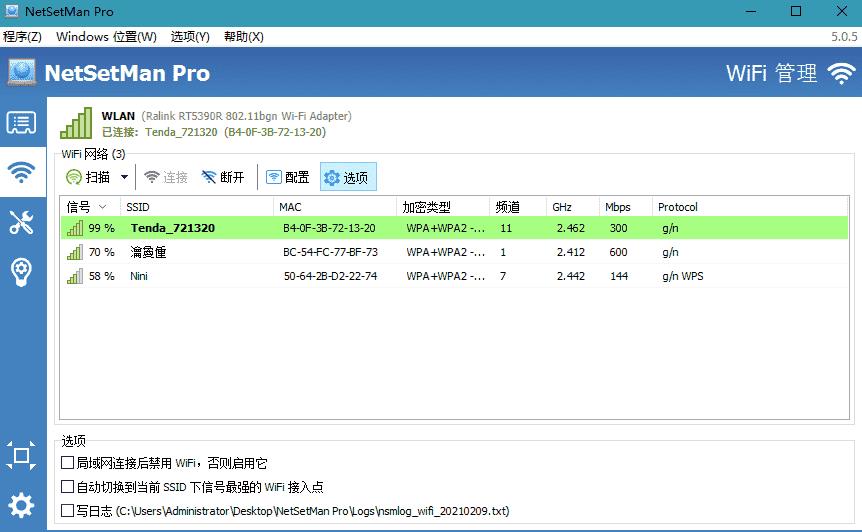 NetSetMan Pro
程序(Z) Windows 位置(W) 选项(Y) 帮助(X) 5.0.5
NetSetMan Pro WiFi 管理
WLAN (Ralink RT5390R 802.11bgn Wi-Fi Adapter)
已连接: Tenda_721320 (B4-0F-3B-72-13-20)
WiFi 网络 (3)
扫描 连接 断开 配置 选项
信号 SSID MAC 加密类型 频道 GHz Mbps Protocol
99 % Tenda_721320 B4-0F-3B-72-13-20 WPA+WPA2 -... 11 2.462 300 g/n
70 % BC-54-FC-77-BF-73 WPA+WPA2 -... 1 2.412 600 g/n
58 % Nini 50-64-2B-D2-22-74 WPA+WPA2 -... 7 2.442 144 g/n WPS
选项
局域网连接后禁用 WiFi，否则启用它
自动切换到当前 SSID 下信号最强的 WiFi 接入点
写日志 (C:\Users\Administrator\Desktop\NetSetMan Pro\Logs\nsmlog_wifi_20210209.txt)